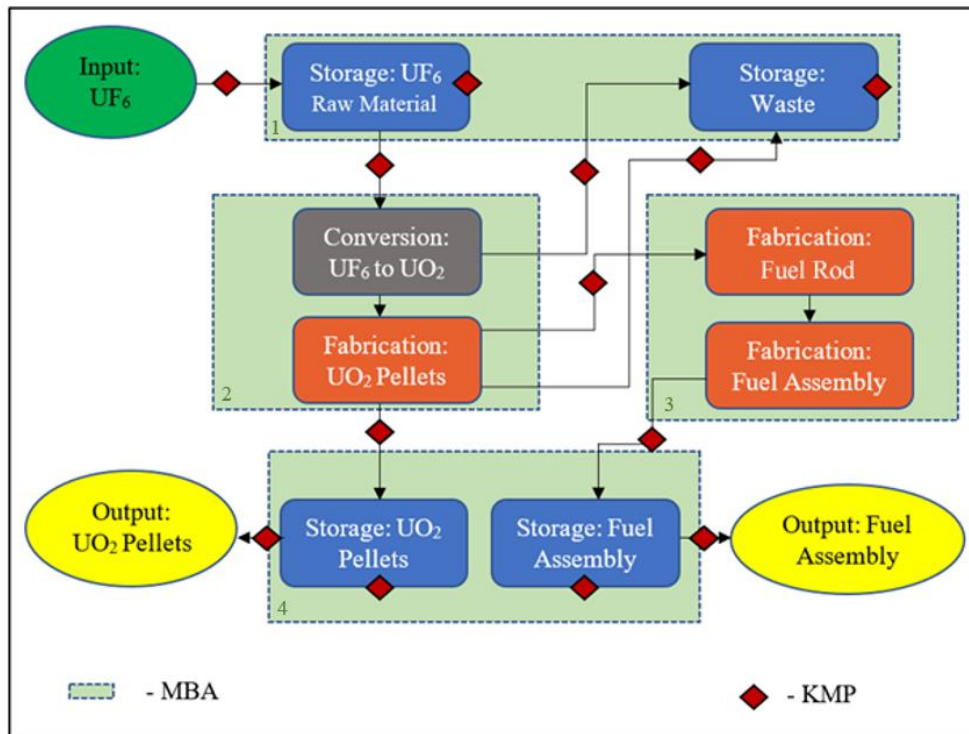 Input:
UF₆
Storage: UF₆
Raw Material
1
Storage:
Waste
Conversion:
UF₆ to UO₂
Fabrication:
UO₂ Pellets
2
Fabrication:
Fuel Rod
Fabrication:
Fuel Assembly
3
Output:
UO₂ Pellets
Storage: UO₂
Pellets
Storage: Fuel
Assembly
4
Output: Fuel
Assembly
- MBA
- KMP